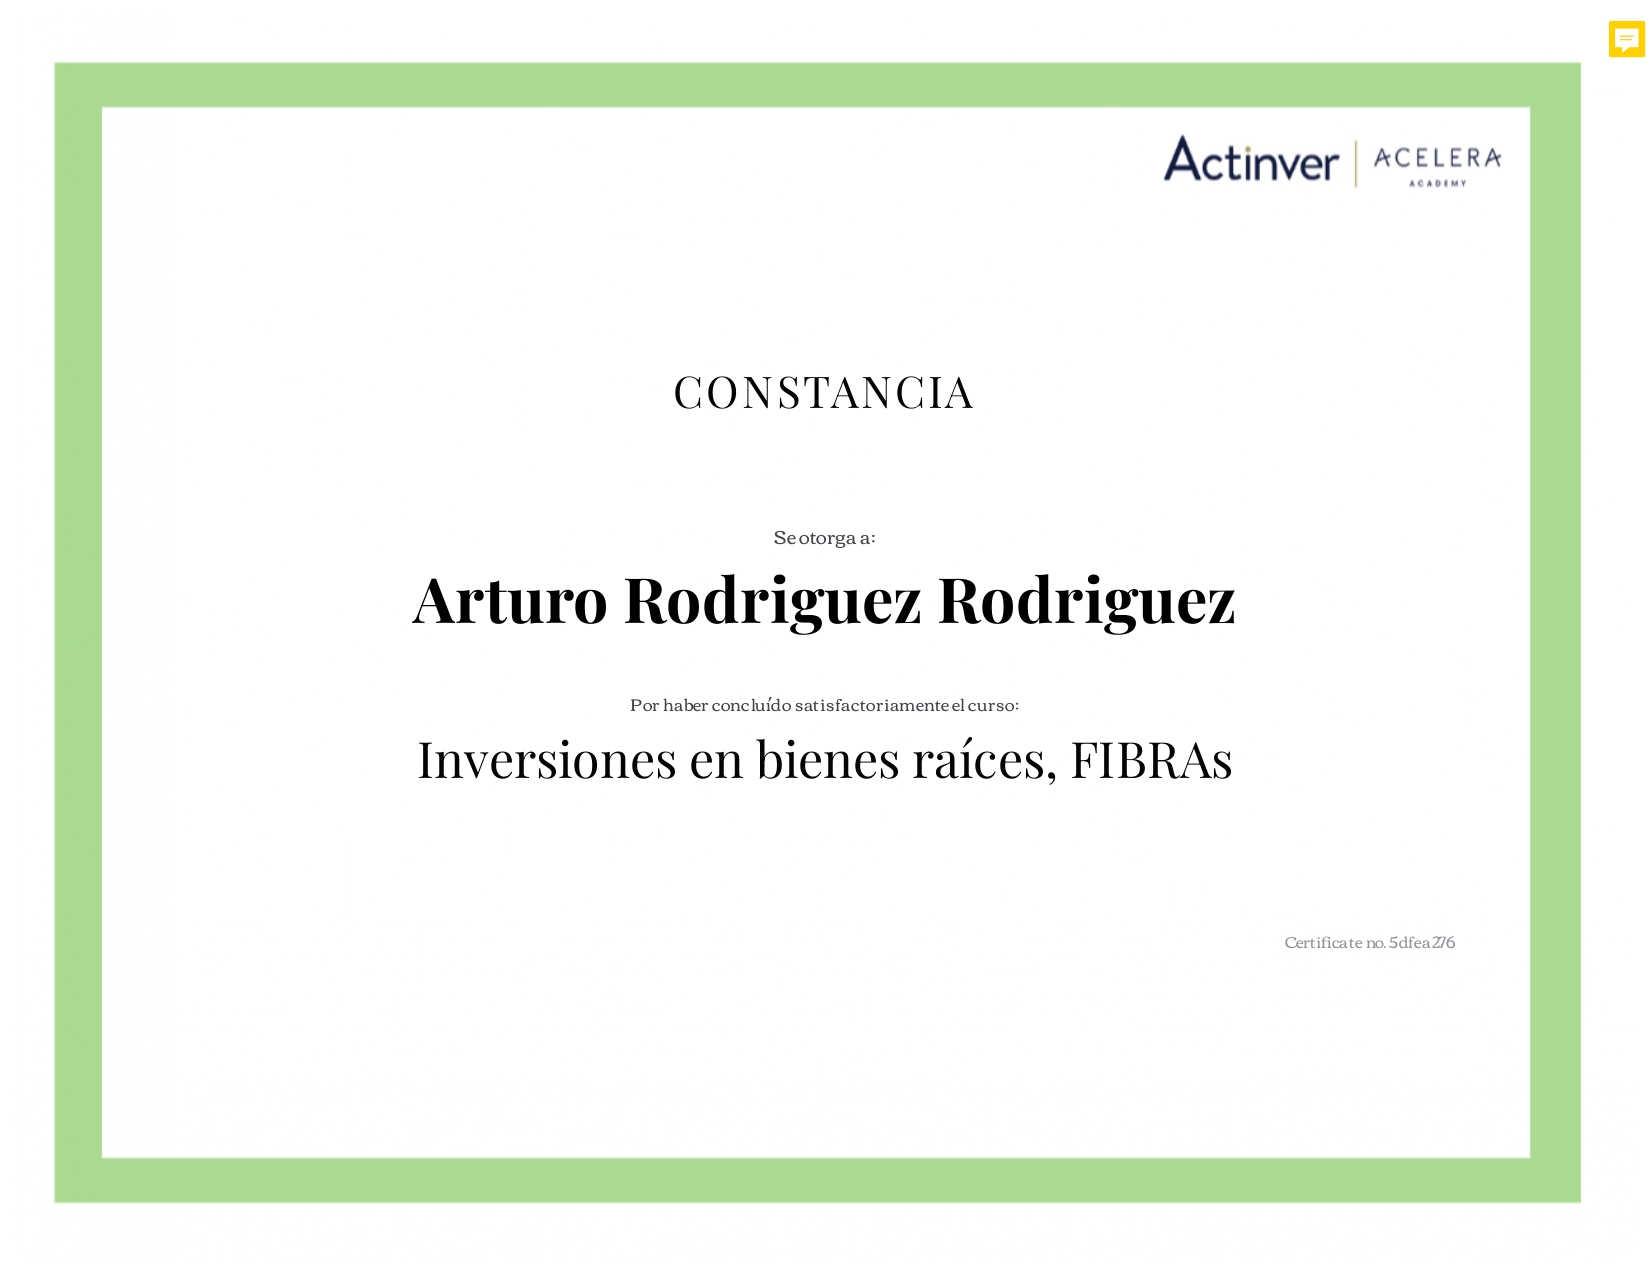 Actinver | ACELERA
ACADEMY
CONSTANCIA
Se otorga a:
Arturo Rodriguez Rodriguez
Por haber concluído satisfactoriamente el curso:
Inversiones en bienes raíces, FIBRAs
Certificate no. 5dfea276